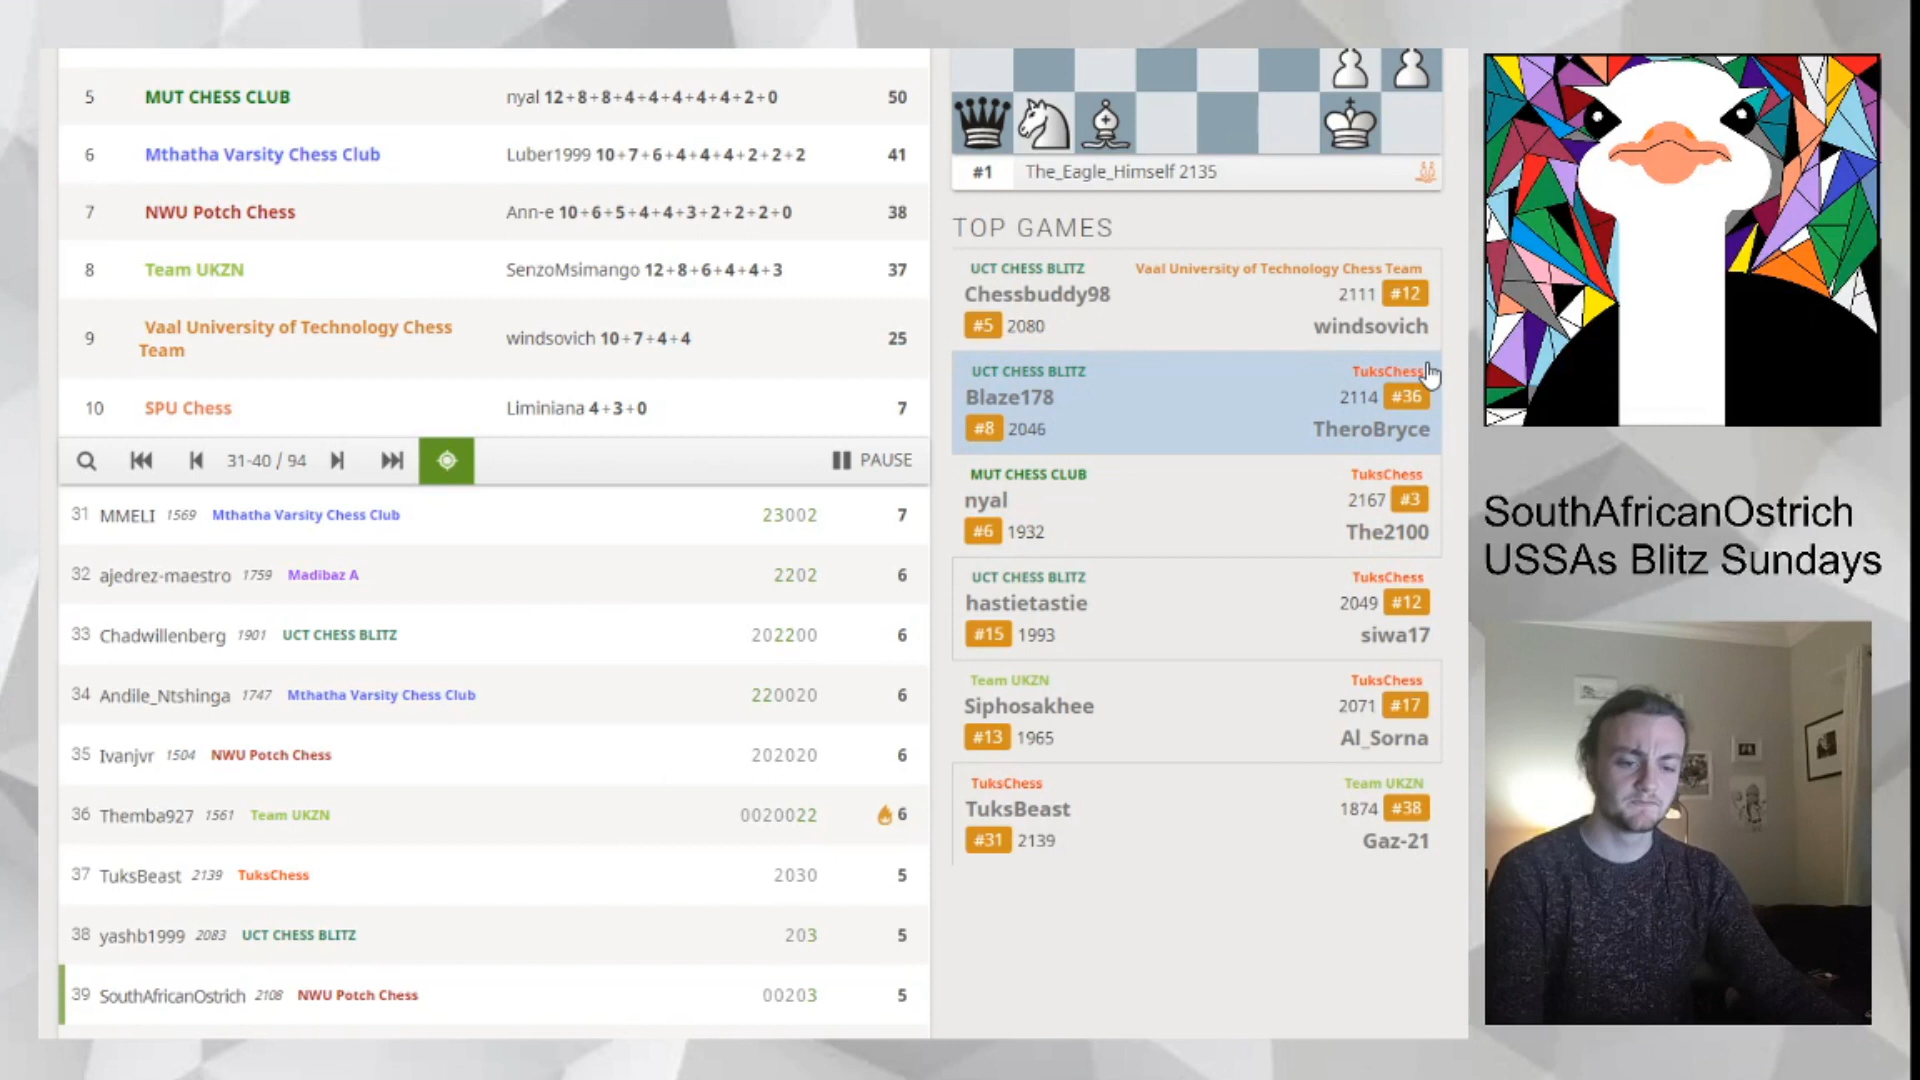 5 MUT CHESS CLUB nyal 12+8+8+4+4+4+4+4+2+0 50
6 Mthatha Varsity Chess Club Luber1999 10+7+6+4+4+4+2+2+2 41
7 NWU Potch Chess Ann-e 10+6+5+4+4+3+2+2+2+0 38
8 Team UKZN SenzoMsimango 12+8+6+4+4+3 37
9 Vaal University of Technology Chess Team windsovich 10+7+4+4 25
10 SPU Chess Liminiana 4+3+0 7
31-40 / 94 PAUSE
31 MMELI 1569 Mthatha Varsity Chess Club 23002 7
32 ajedrez-maestro 1759 Madibaz A 2202 6
33 Chadwillenberg 1901 UCT CHESS BLITZ 202200 6
34 Andile_Ntshinga 1747 Mthatha Varsity Chess Club 220020 6
35 Ivanjvr 1504 NWU Potch Chess 202020 6
36 Themba927 1561 Team UKZN 0020022 6
37 TuksBeast 2139 TuksChess 2030 5
38 yashb1999 2083 UCT CHESS BLITZ 203 5
39 SouthAfricanOstrich 2108 NWU Potch Chess 00203 5
#1 The_Eagle_Himself 2135
TOP GAMES
UCT CHESS BLITZ Vaal University of Technology Chess Team
Chessbuddy98 2111 #12
#5 2080 windsovich
UCT CHESS BLITZ TuksChess
Blaze178 2114 #36
#8 2046 TheroBryce
MUT CHESS CLUB TuksChess
nyal 2167 #3
#6 1932 The2100
UCT CHESS BLITZ TuksChess
hastietastie 2049 #12
#15 1993 siwa17
Team UKZN TuksChess
Siphosakhee 2071 #17
#13 1965 Al_Sorna
TuksChess Team UKZN
TuksBeast 1874 #38
#31 2139 Gaz-21
SouthAfricanOstrich
USSAs Blitz Sundays